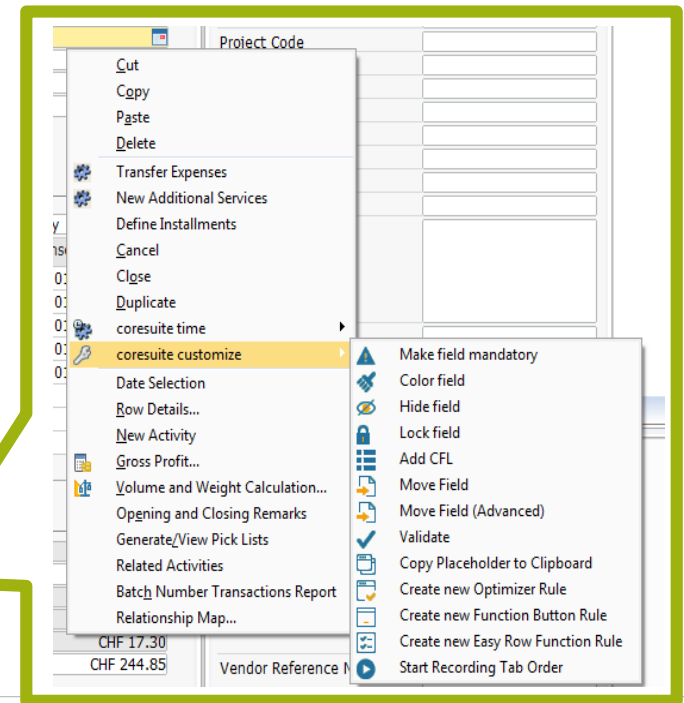 Project Code
Cut
Copy
Paste
Delete
Transfer Expenses
New Additional Services
Define Installments
Cancel
Close
Duplicate
coresuite time
coresuite customize
Date Selection
Row Details...
New Activity
Gross Profit...
Volume and Weight Calculation...
Opening and Closing Remarks
Generate/View Pick Lists
Related Activities
Batch Number Transactions Report
Relationship Map...
Make field mandatory
Color field
Hide field
Lock field
Add CFL
Move Field
Move Field (Advanced)
Validate
Copy Placeholder to Clipboard
Create new Optimizer Rule
Create new Function Button Rule
Create new Easy Row Function Rule
Start Recording Tab Order
CHF 17.30
CHF 244.85
Vendor Reference